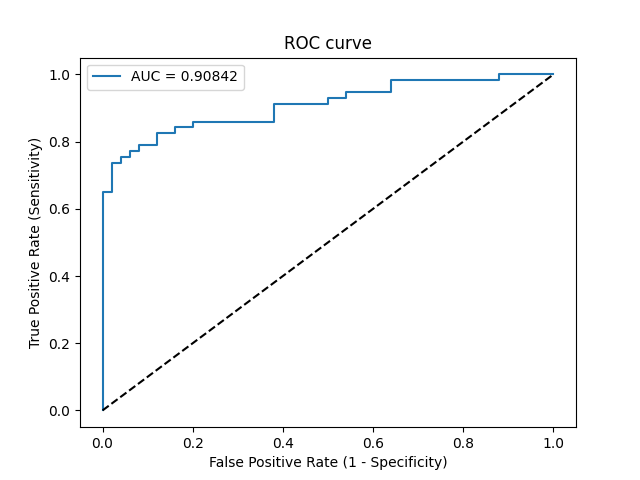 ROC curve
AUC = 0.90842
True Positive Rate (Sensitivity)
1.0
0.8
0.6
0.4
0.2
0.0
0.0 0.2 0.4 0.6 0.8 1.0
False Positive Rate (1 - Specificity)